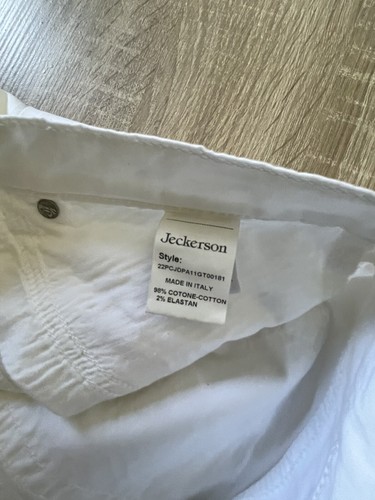 Jeckerson
Style:
22PCJDPA11GT00181
MADE IN ITALY
98% COTONE-COTTON
2% ELASTAN